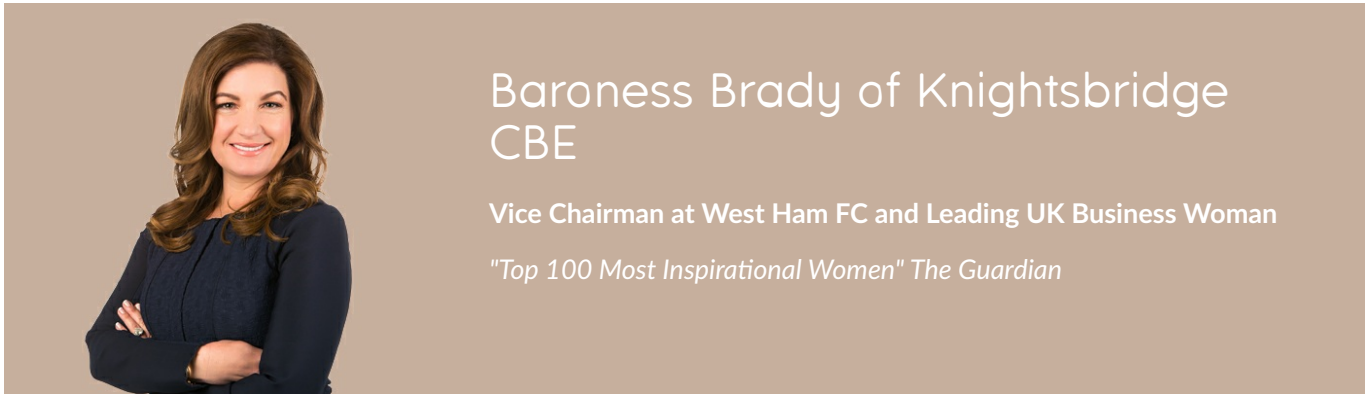 Baroness Brady of Knightsbridge
CBE
Vice Chairman at West Ham FC and Leading UK Business Woman
"Top 100 Most Inspirational Women" The Guardian